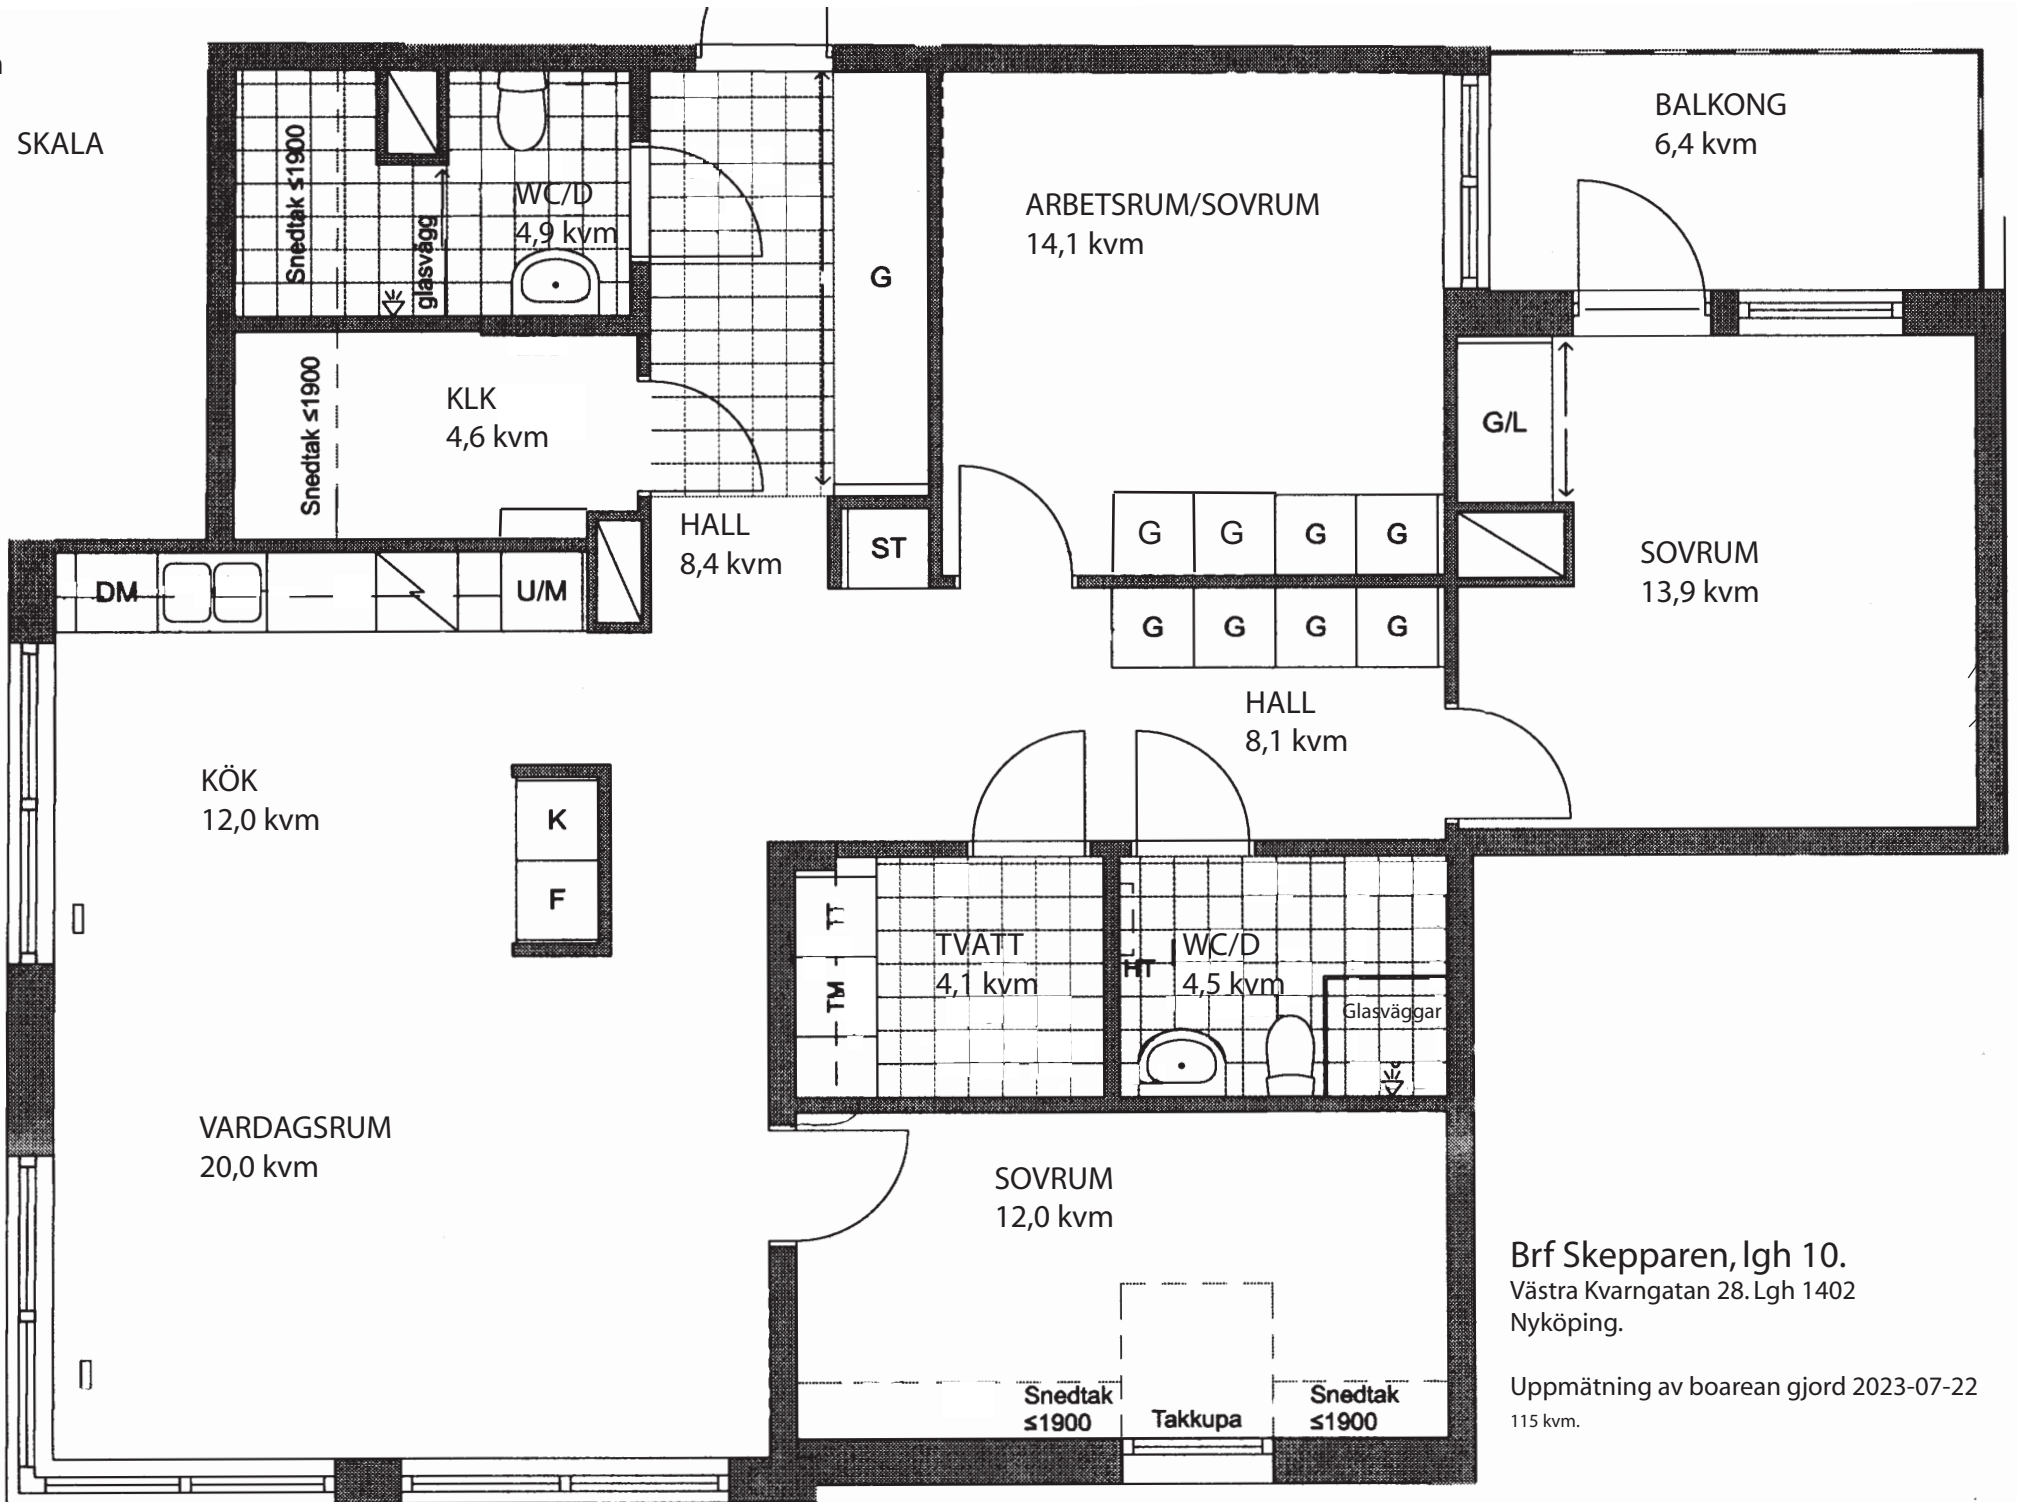 SKALA
Snedtak ≤1900
glasvägg
WC/D
4,9 kvm
G
ARBETSRUM/SOVRUM
14,1 kvm
BALKONG
6,4 kvm
Snedtak ≤1900
KLK
4,6 kvm
G/L
HALL
8,4 kvm
ST
G
G
G
G
SOVRUM
13,9 kvm
DM
U/M
G
G
G
G
HALL
8,1 kvm
KÖK
12,0 kvm
K
F
TT
TM
TVÄTT
4,1 kvm
HT
WC/D
4,5 kvm
Glasväggar
VARDAGSRUM
20,0 kvm
SOVRUM
12,0 kvm
Snedtak
≤1900
Takkupa
Snedtak
≤1900
Brf Skepparen, lgh 10.
Västra Kvarngatan 28. Lgh 1402
Nyköping.
Uppmätning av boarean gjord 2023-07-22
115 kvm.